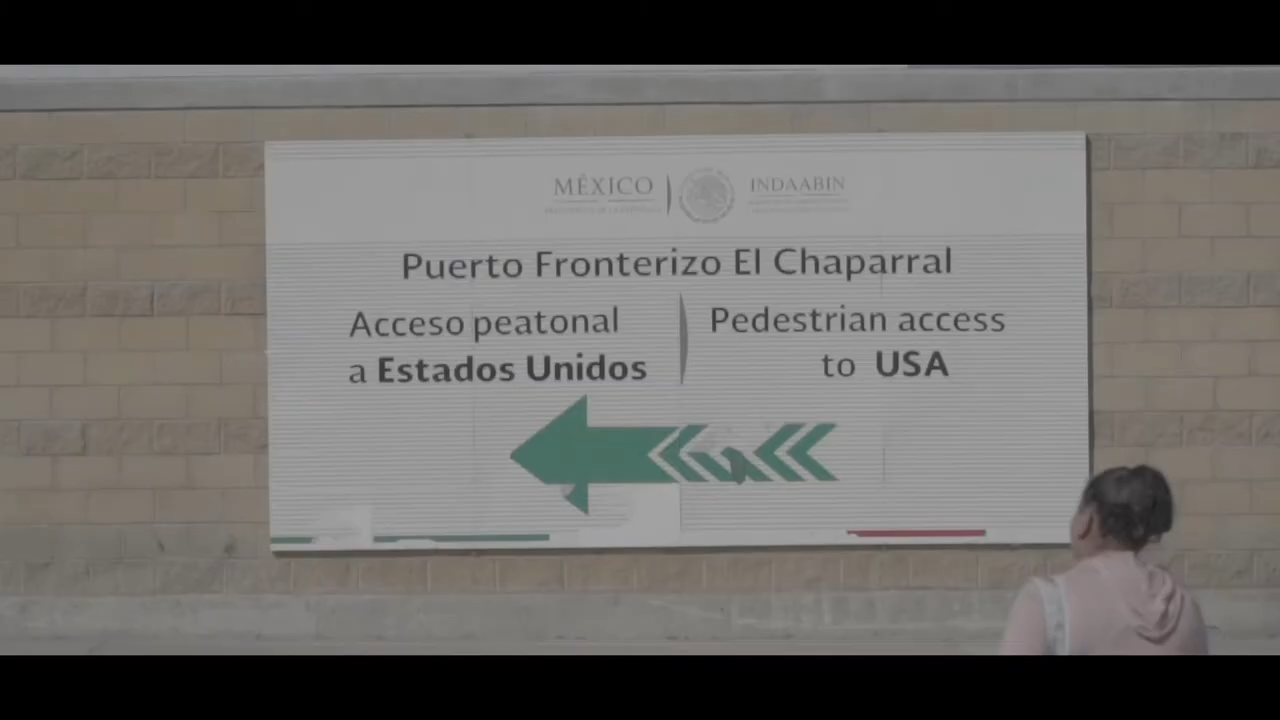 MÉXICO
INDAABIN
Puerto Fronterizo El Chaparral
Acceso peatonal
a Estados Unidos
Pedestrian access
to USA